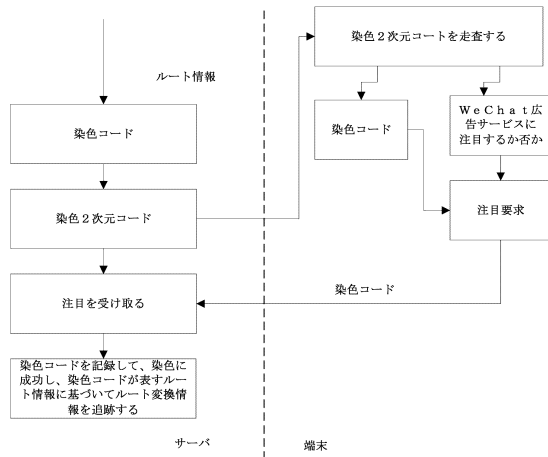 染色２次元コートを走査する
ルート情報
染色コード
染色コード
ＷｅＣｈａｔ広
告サービスに
注目するか否か
染色２次元コード
注目要求
注目を受け取る
染色コード
染色コードを記録して、染色に
成功し、染色コードが表すルー
ト情報に基づいてルート変換情
報を追跡する
サーバ
端末